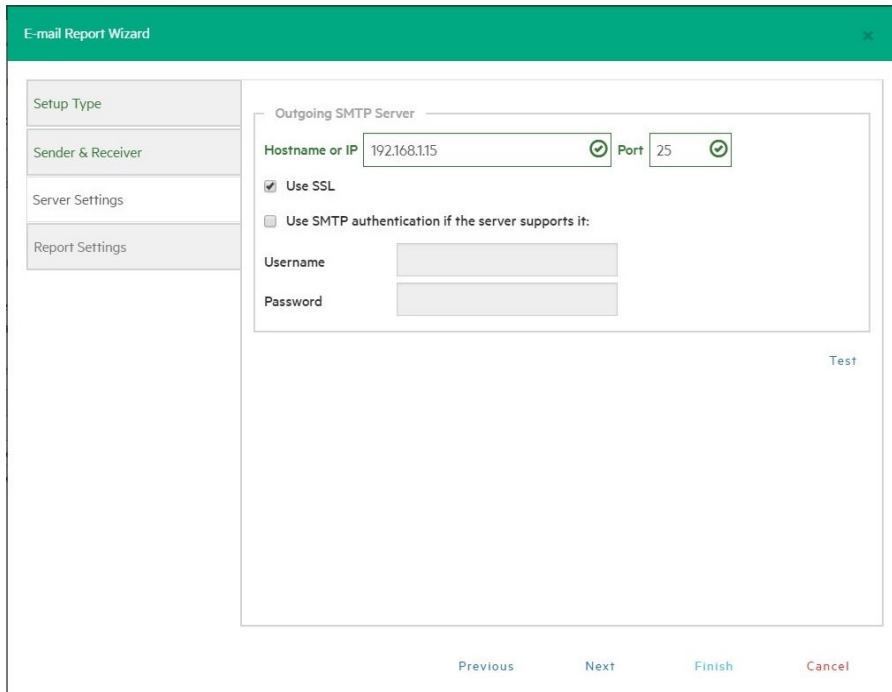 E-mail Report Wizard
Setup Type
Sender & Receiver
Server Settings
Report Settings
Outgoing SMTP Server
Hostname or IP 192.168.1.15 Port 25
Use SSL
Use SMTP authentication if the server supports it:
Username
Password
Test
Previous Next Finish Cancel